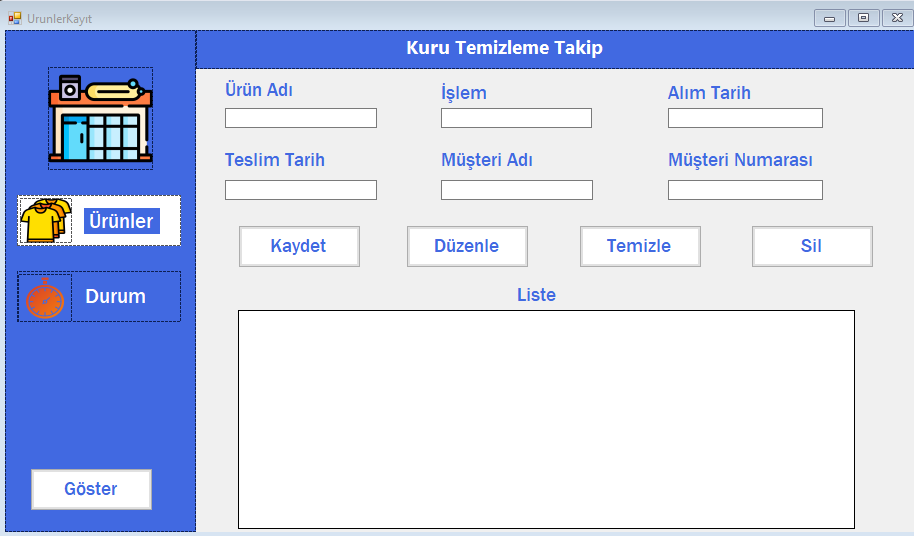 UrunlerKayıt
Kuru Temizleme Takip
Ürün Adı
İşlem
Alım Tarih
Teslim Tarih
Müşteri Adı
Müşteri Numarası
Ürünler
Durum
Göster
Kaydet
Düzenle
Temizle
Sil
Liste